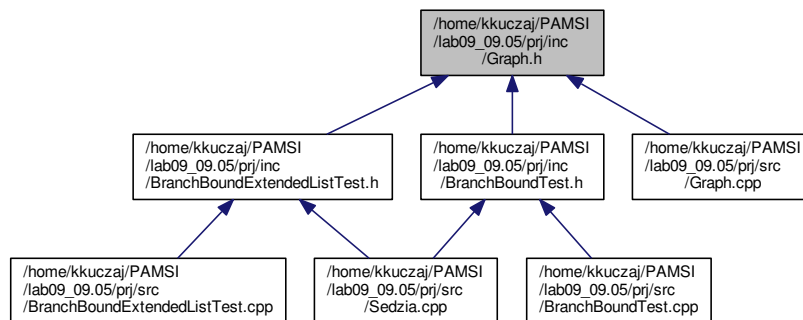 /home/kkuczaj/PAMSI
/lab09_09.05/prj/inc
/Graph.h
/home/kkuczaj/PAMSI
/lab09_09.05/prj/inc
/BranchBoundExtendedListTest.h
/home/kkuczaj/PAMSI
/lab09_09.05/prj/inc
/BranchBoundTest.h
/home/kkuczaj/PAMSI
/lab09_09.05/prj/src
/Graph.cpp
/home/kkuczaj/PAMSI
/lab09_09.05/prj/src
/BranchBoundExtendedListTest.cpp
/home/kkuczaj/PAMSI
/lab09_09.05/prj/src
/Sedzia.cpp
/home/kkuczaj/PAMSI
/lab09_09.05/prj/src
/BranchBoundTest.cpp